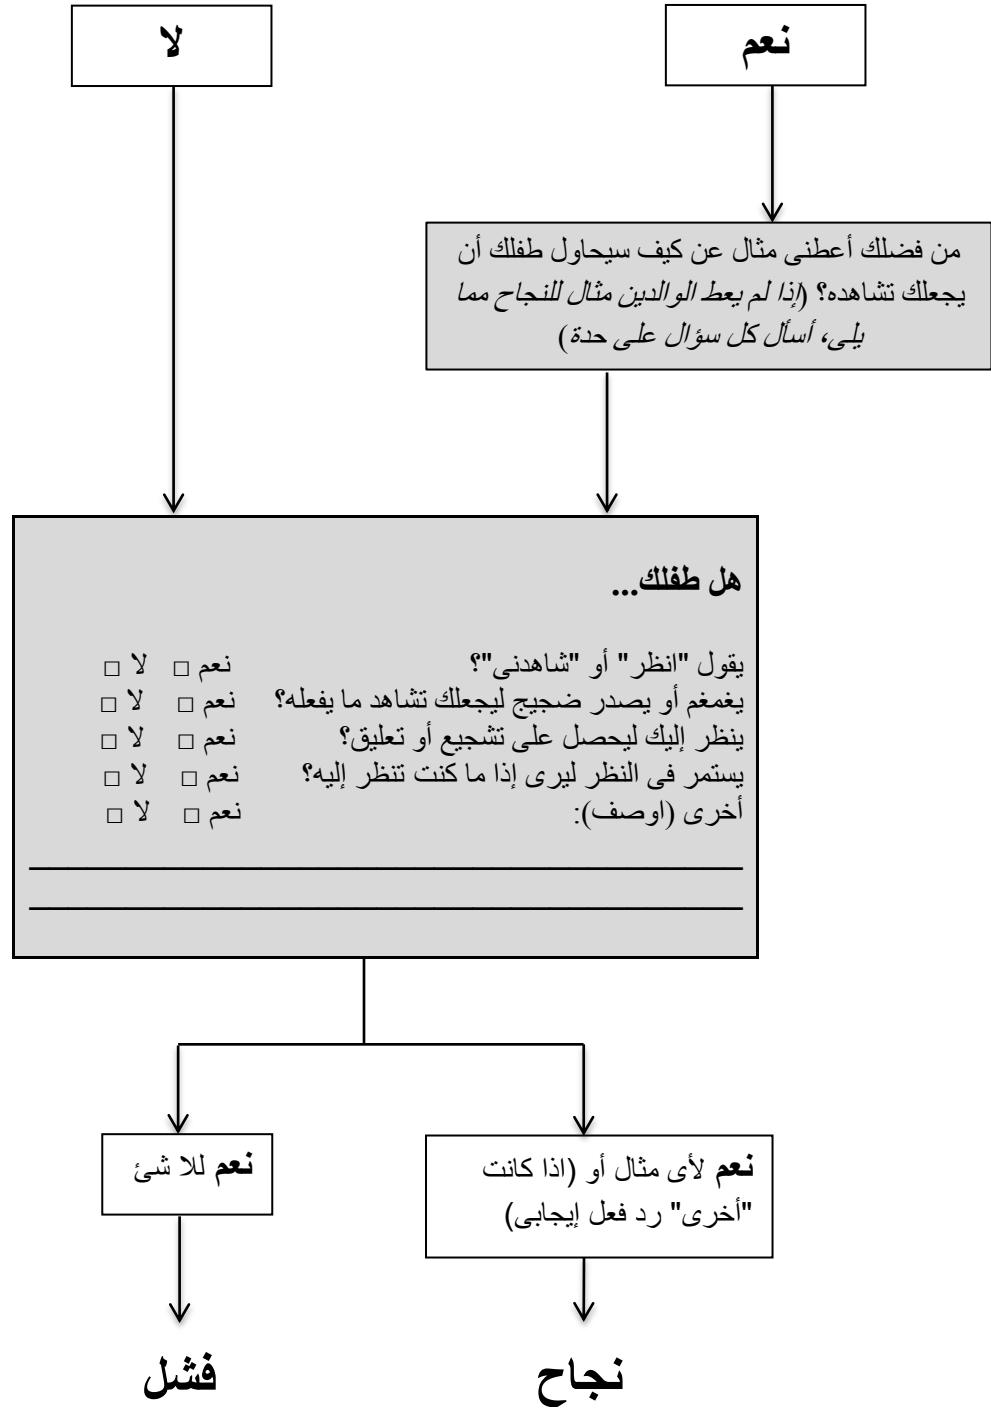 نعم
لا
من فضلك أعطنى مثال عن كيف سيحاول طفلك أن
يجعلك تشاهده؟ (إذا لم يعط الوالدين مثال للنجاح مما
يلى، أسأل كل سؤال على حدة)
هل طفلك...
يقول "انظر" أو "شاهدنى"؟ نعم □ لا □
يغمغم أو يصدر ضجيج ليجعلك تشاهد ما يفعله؟ نعم □ لا □
ينظر إليك ليحصل على تشجيع أو تعليق؟ نعم □ لا □
يستمر فى النظر ليرى إذا ما كنت تنظر إليه؟ نعم □ لا □
أخرى (اوصف): نعم □ لا □
نعم لأى مثال أو (اذا كانت
"أخرى" رد فعل إيجابى)
نعم للا شئ
نجاح
فشل